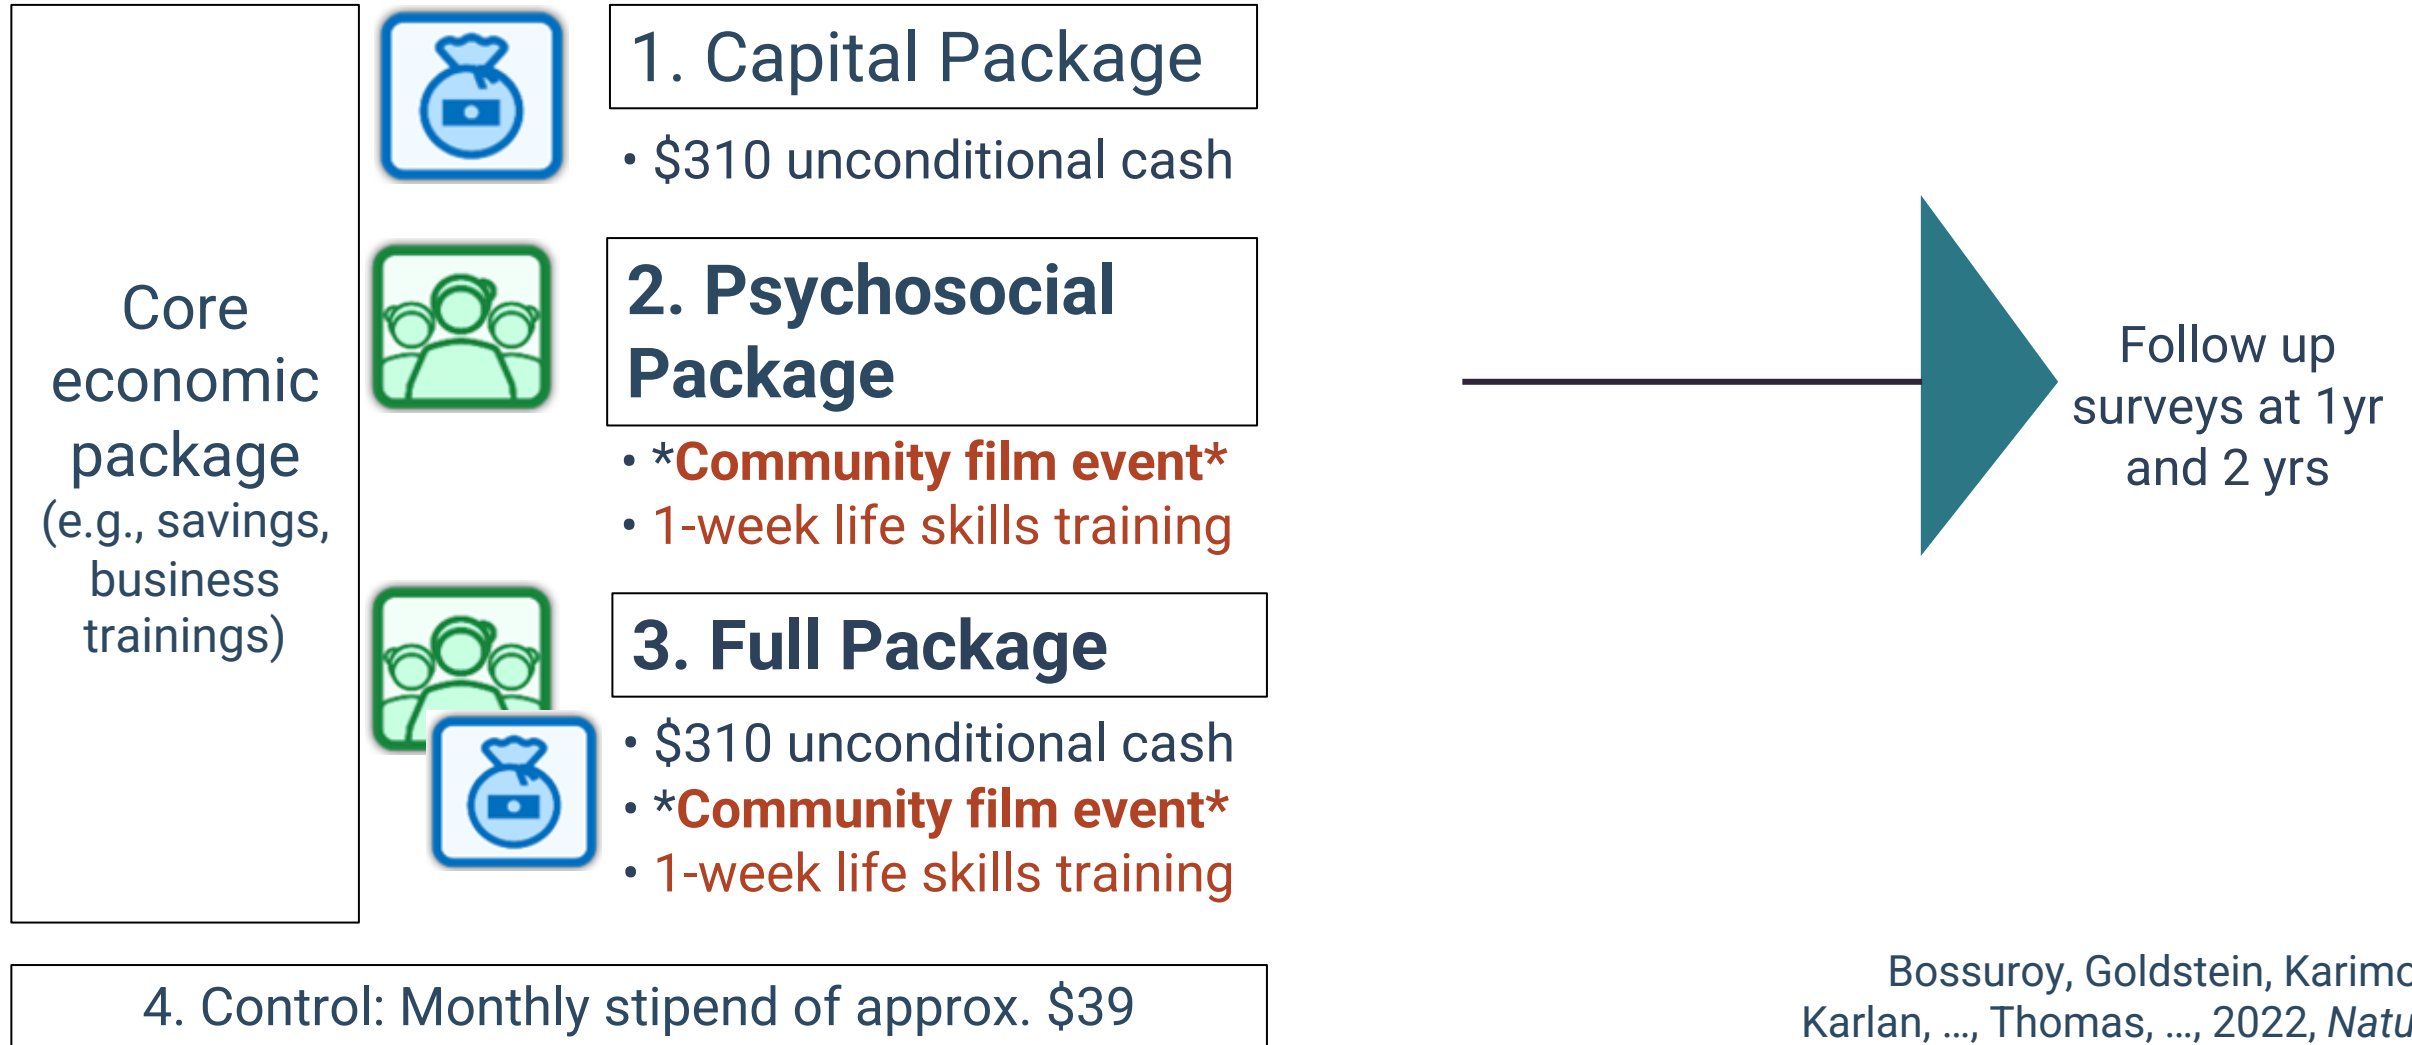 Core
economic
package
(e.g., savings,
business
trainings)
1. Capital Package
• $310 unconditional cash
2. Psychosocial
Package
• *Community film event*
• 1-week life skills training
3. Full Package
• $310 unconditional cash
• *Community film event*
• 1-week life skills training
4. Control: Monthly stipend of approx. $39
Follow up
surveys at 1yr
and 2 yrs
Bossuroy, Goldstein,
Karlan, …, Thomas, …, 2022,